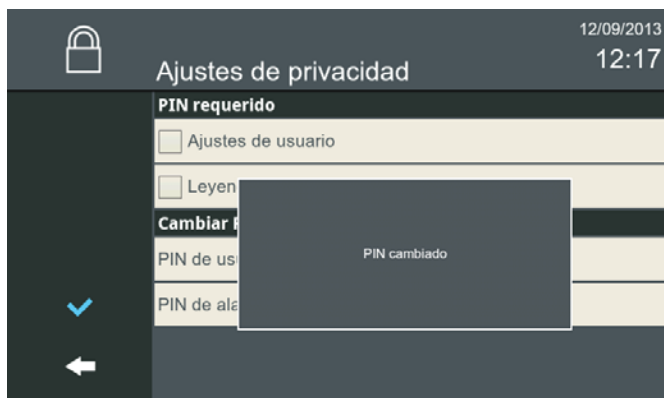 12/09/2013
12:17
Ajustes de privacidad
PIN requerido
Ajustes de usuario
Leyen
Cambiar
PIN de us
PIN cambiado
PIN de ala